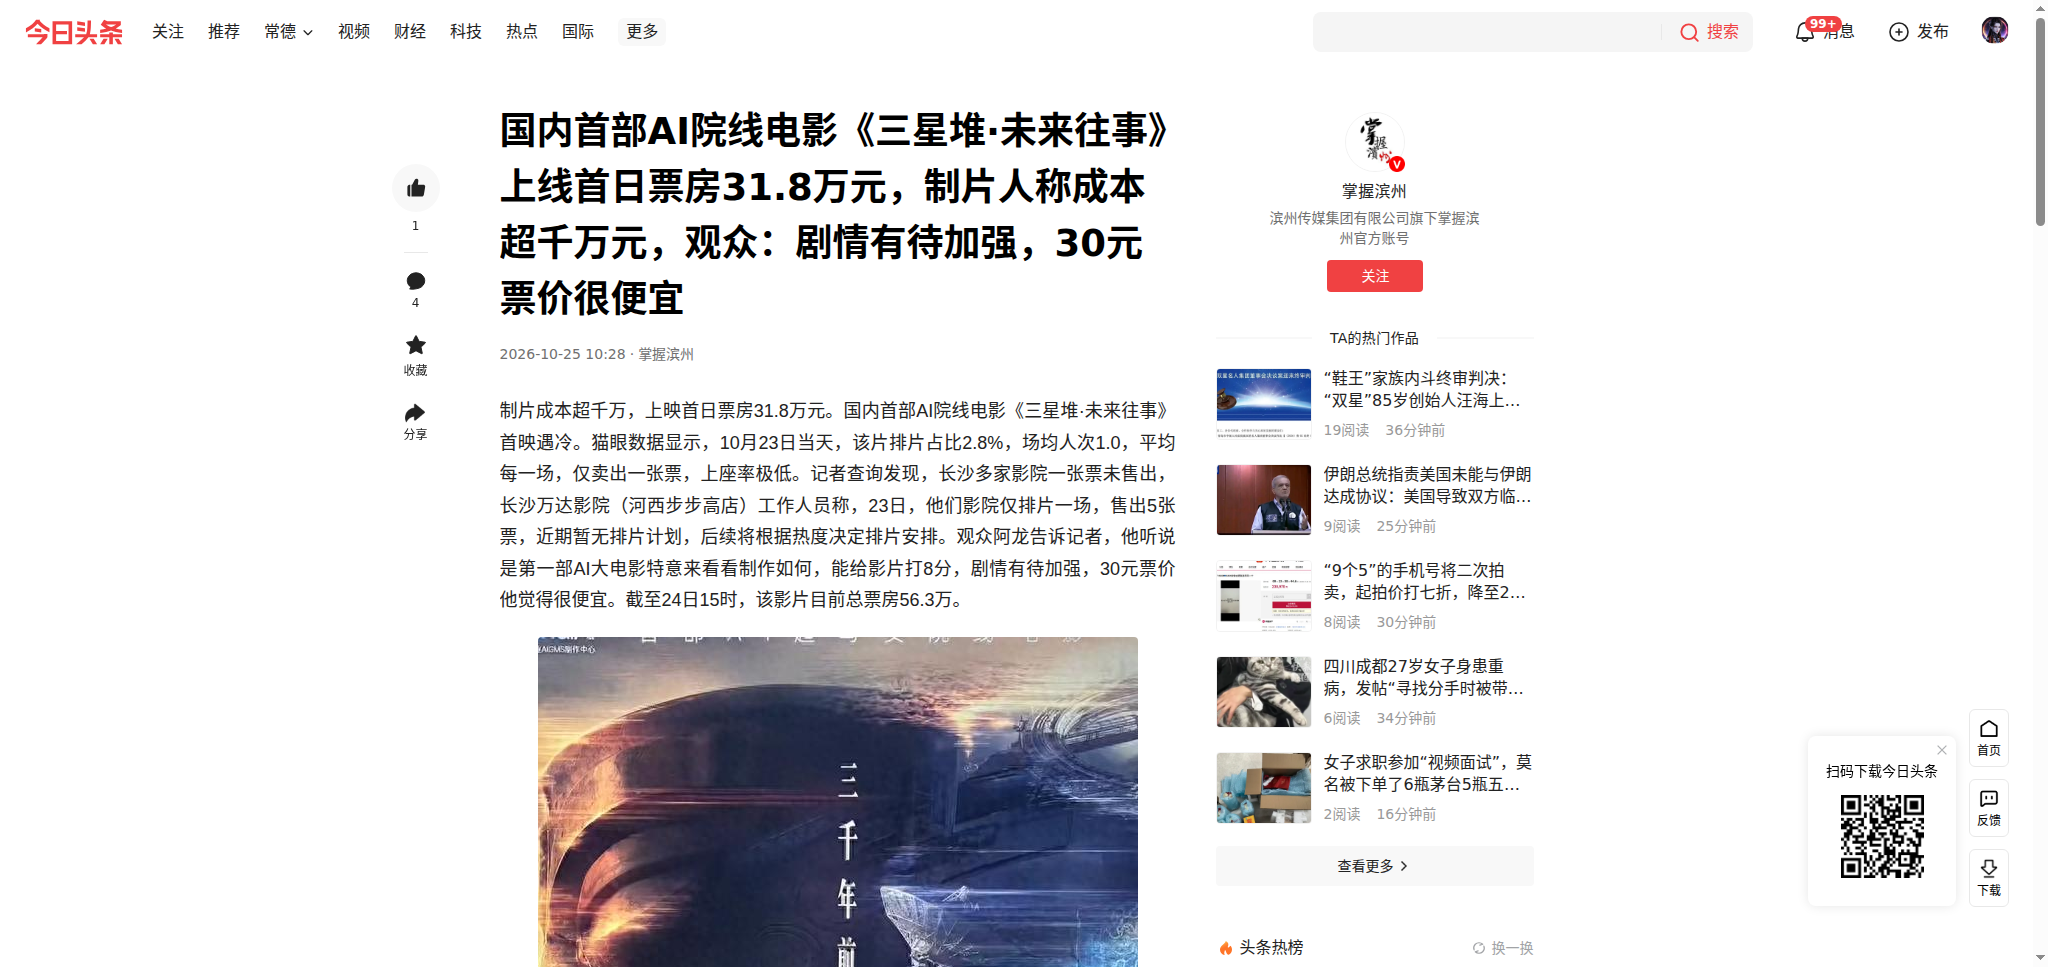 今日头条
关注
推荐
常德
视频
财经
科技
热点
国际
更多
搜索
99+
消息
发布
国内首部AI院线电影《三星堆·未来往事》
上线首日票房31.8万元，制片人称成本
超千万元，观众：剧情有待加强，30元
票价很便宜
1
4
收藏
分享
2026-10-25 10:28 · 掌握滨州
制片成本超千万，上映首日票房31.8万元。国内首部AI院线电影《三星堆·未来往事》
首映遇冷。猫眼数据显示，10月23日当天，该片排片占比2.8%，场均人次1.0，平均
每一场，仅卖出一张票，上座率极低。记者查询发现，长沙多家影院一张票未售出，
长沙万达影院（河西步步高店）工作人员称，23日，他们影院仅排片一场，售出5张
票，近期暂无排片计划，后续将根据热度决定排片安排。观众阿龙告诉记者，他听说
是第一部AI大电影特意来看看制作如何，能给影片打8分，剧情有待加强，30元票价
他觉得很便宜。截至24日15时，该影片目前总票房56.3万。
AIGMS制作中心
三千年前
掌握滨州
V
掌握滨州
滨州传媒集团有限公司旗下掌握滨
州官方账号
关注
TA的热门作品
“鞋王”家族内斗终审判决：
“双星”85岁创始人汪海上...
19阅读 36分钟前
伊朗总统指责美国未能与伊朗
达成协议：美国导致双方临...
9阅读 25分钟前
“9个5”的手机号将二次拍
卖，起拍价打七折，降至2...
8阅读 30分钟前
四川成都27岁女子身患重
病，发帖“寻找分手时被带...
6阅读 34分钟前
女子求职参加“视频面试”，莫
名被下单了6瓶茅台5瓶五...
2阅读 16分钟前
查看更多
头条热榜
换一换
扫码下载今日头条
首页
反馈
下载